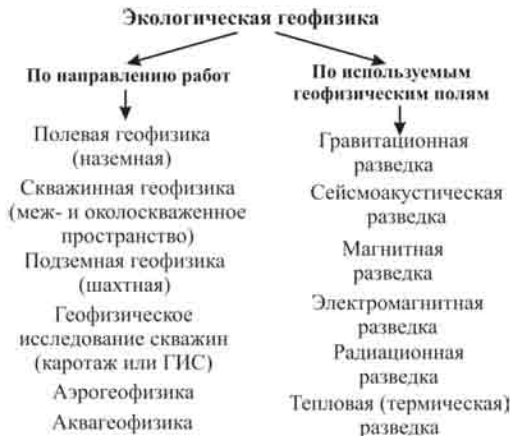 Экологическая геофизика
По направлению работ
Полевая геофизика
(наземная)
Скважинная геофизика
(меж- и околоскваженное
пространство)
Подземная геофизика
(шахтная)
Геофизическое
исследование скважин
(каротаж или ГИС)
Аэрогеофизика
Аквагеофизика
По используемым
геофизическим полям
Гравитационная
разведка
Сейсмоакустическая
разведка
Магнитная
разведка
Электромагнитная
разведка
Радиационная
разведка
Тепловая (термическая)
разведка